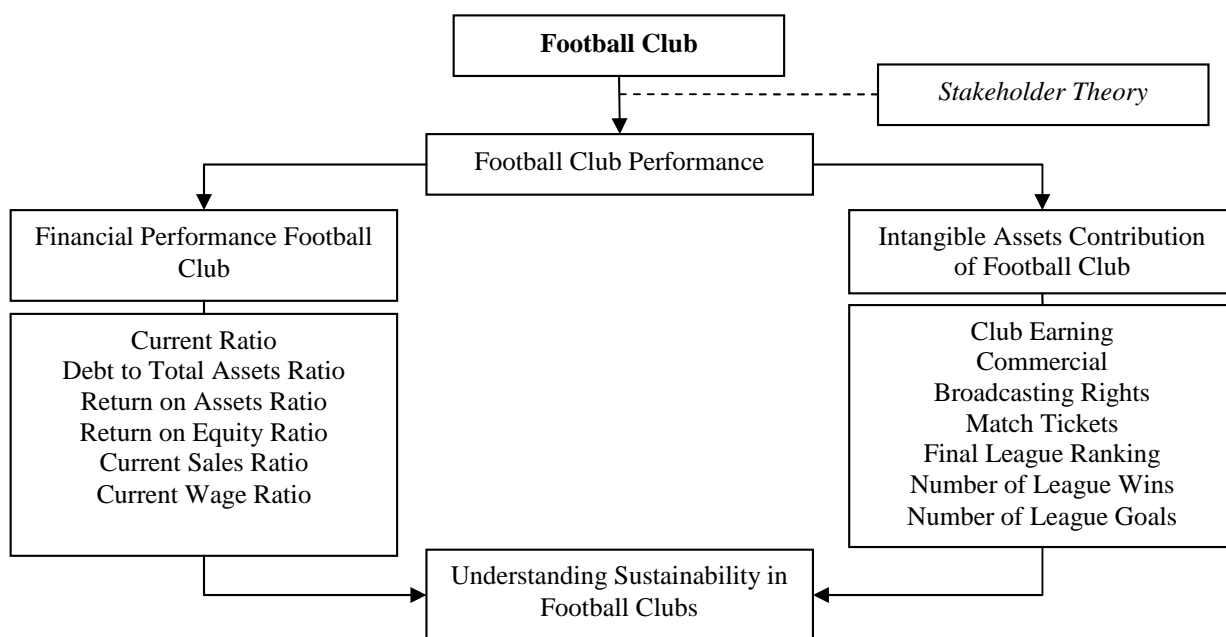 Football Club
Stakeholder Theory
Football Club Performance
Financial Performance Football
Club
Intangible Assets Contribution
of Football Club
Current Ratio
Debt to Total Assets Ratio
Return on Assets Ratio
Return on Equity Ratio
Current Sales Ratio
Current Wage Ratio
Club Earning
Commercial
Broadcasting Rights
Match Tickets
Final League Ranking
Number of League Wins
Number of League Goals
Understanding Sustainability in
Football Clubs